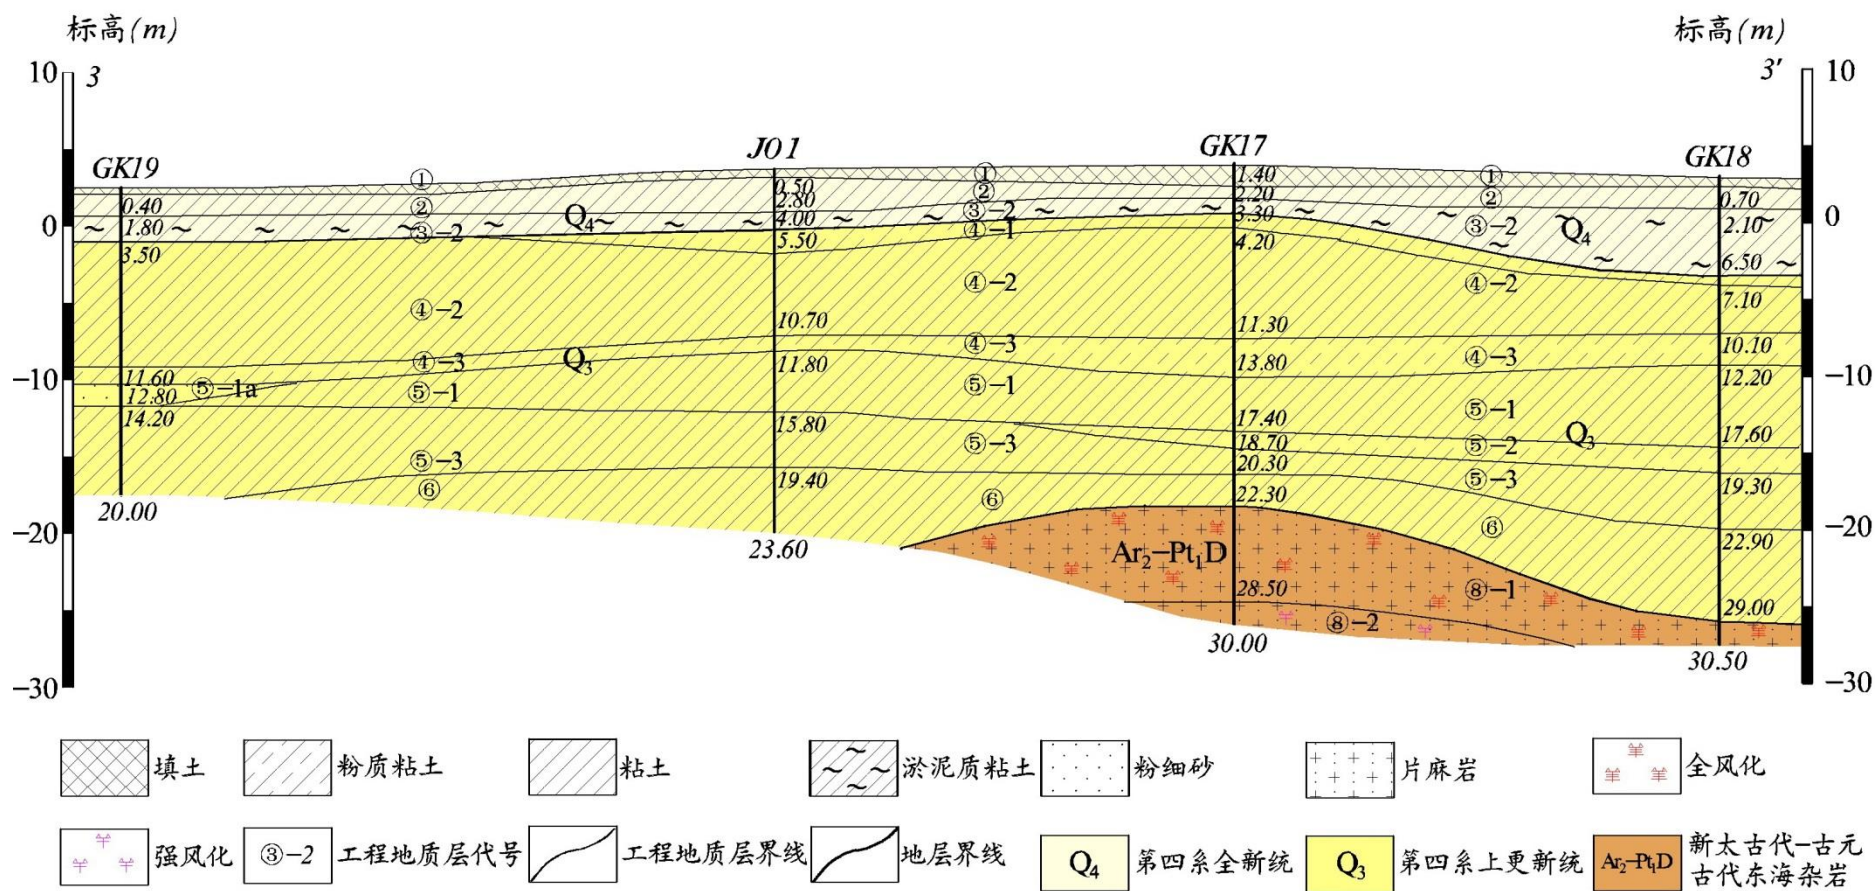 标高(m)
标高(m)
10
3
3′
10
GK19
JO1
GK17
GK18
①
①
①
0.40
②
0.50
②
1.40
②
0.70
0
1.80
③-2
Q₄
2.80
③-2
2.20
③-2
Q₄
2.10
0
3.50
4.00
④-1
3.30
6.50
5.50
4.20
7.10
④-2
④-2
④-2
10.70
11.30
10.10
④-3
Q₃
④-3
④-3
-10
11.60
⑤-1a
⑤-1
11.80
⑤-1
13.80
⑤-1
12.20
-10
12.80
14.20
15.80
17.40
⑤-2
Q₃
17.60
⑤-3
⑤-3
18.70
⑤-3
19.30
⑥
19.40
⑥
20.30
⑥
22.90
20.00
22.30
-20
23.60
Ar₂-Pt₁D
-20
28.50
⑧-1
29.00
⑧-2
30.00
30.50
-30
-30
填土
粉质粘土
粘土
淤泥质粘土
粉细砂
片麻岩
全风化
强风化
③-2
工程地质层代号
工程地质层界线
地层界线
Q₄
第四系全新统
Q₃
第四系上更新统
Ar₂-Pt₁D
新太古代-古元
古代东海杂岩